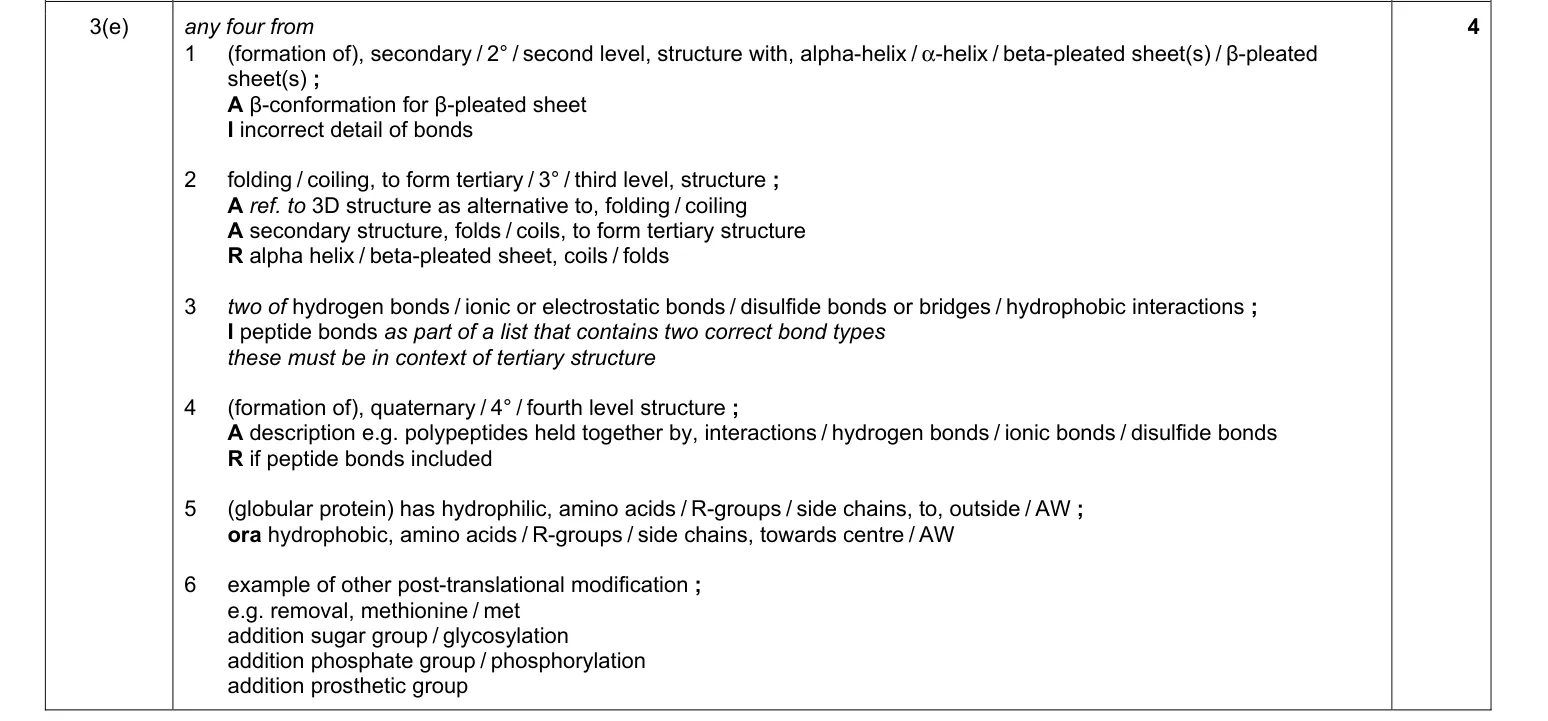 3(e)
any four from
4
1 (formation of), secondary / 2° / second level, structure with, alpha-helix / α-helix / beta-pleated sheet(s) / β-pleated
sheet(s) ;
A β-conformation for β-pleated sheet
I incorrect detail of bonds
2 folding / coiling, to form tertiary / 3° / third level, structure ;
A ref. to 3D structure as alternative to, folding / coiling
A secondary structure, folds / coils, to form tertiary structure
R alpha helix / beta-pleated sheet, coils / folds
3 two of hydrogen bonds / ionic or electrostatic bonds / disulfide bonds or bridges / hydrophobic interactions ;
I peptide bonds as part of a list that contains two correct bond types
these must be in context of tertiary structure
4 (formation of), quaternary / 4° / fourth level structure ;
A description e.g. polypeptides held together by, interactions / hydrogen bonds / ionic bonds / disulfide bonds
R if peptide bonds included
5 (globular protein) has hydrophilic, amino acids / R-groups / side chains, to, outside / AW ;
ora hydrophobic, amino acids / R-groups / side chains, towards centre / AW
6 example of other post-translational modification ;
e.g. removal, methionine / met
addition sugar group / glycosylation
addition phosphate group / phosphorylation
addition prosthetic group